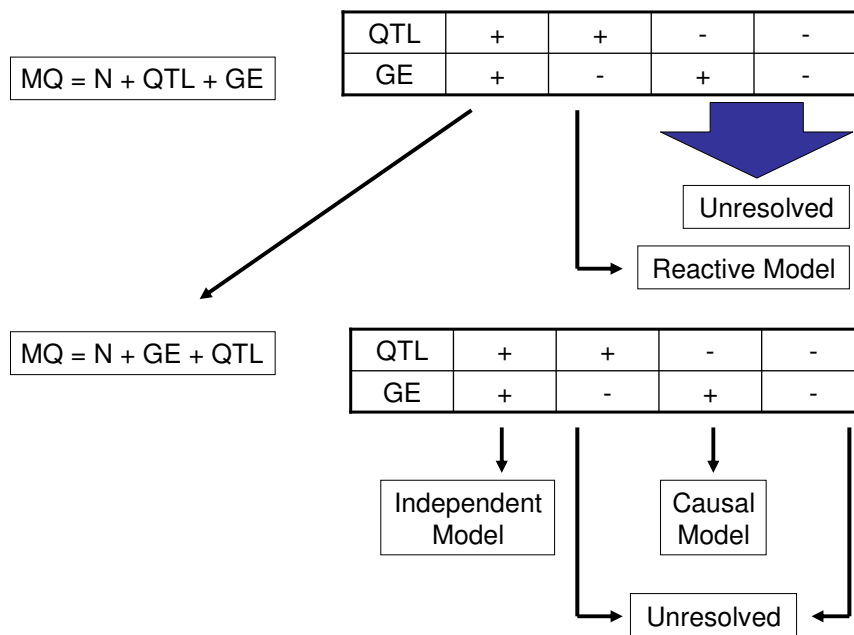 QTL + + - -
MQ = N + QTL + GE
GE + - + -
Unresolved
Reactive Model
MQ = N + GE + QTL
QTL + + - -
GE + - + -
Independent
Model
Causal
Model
Unresolved